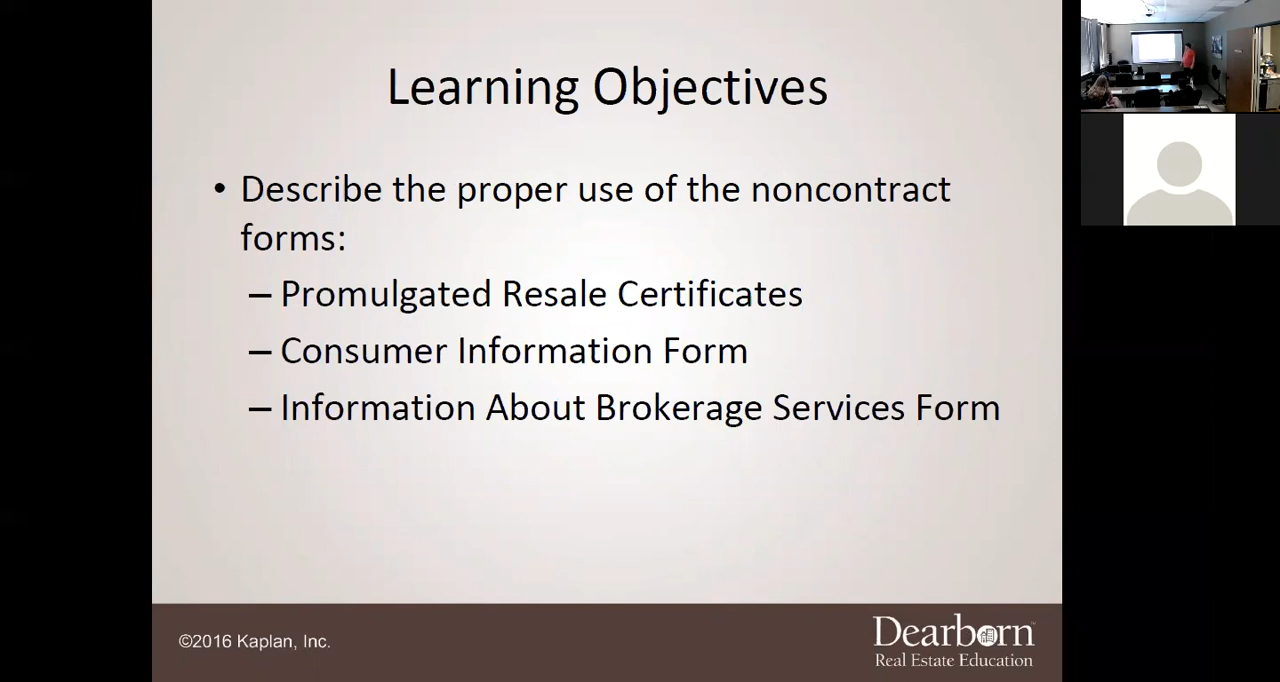 Learning Objectives
• Describe the proper use of the noncontract
forms:
– Promulgated Resale Certificates
– Consumer Information Form
– Information About Brokerage Services Form
©2016 Kaplan, Inc.
Dearborn™
Real Estate Education